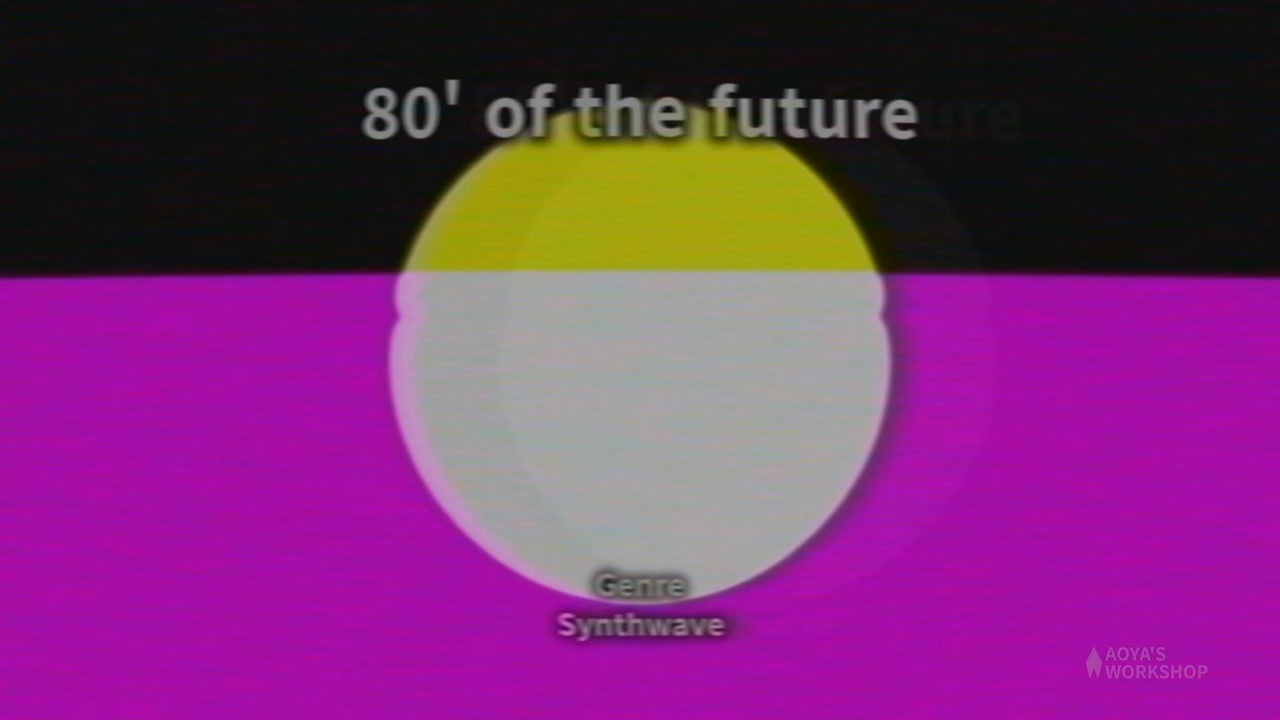 80' of the future
Genre
Synthwave
AOYA'S
WORKSHOP